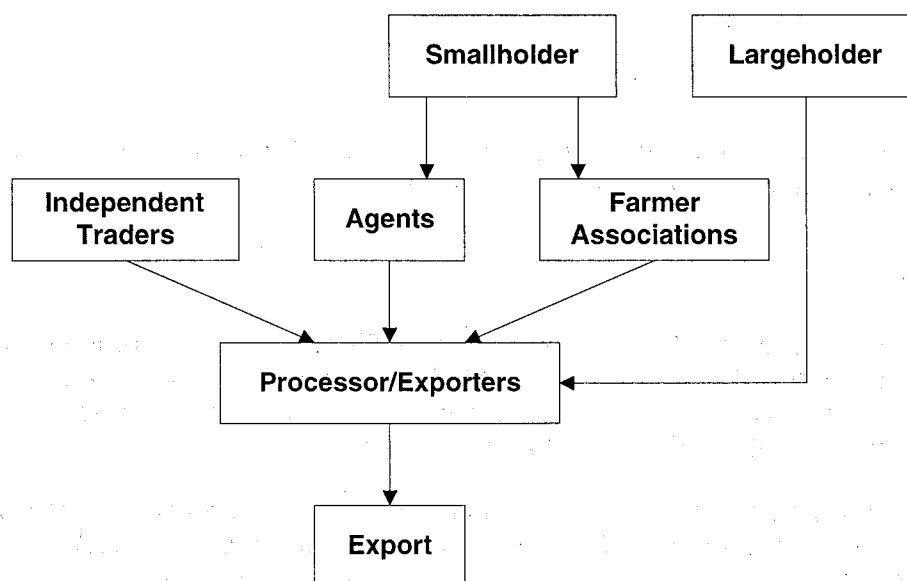 Smallholder
Largeholder
Independent
Traders
Agents
Farmer
Associations
Processor/Exporters
Export